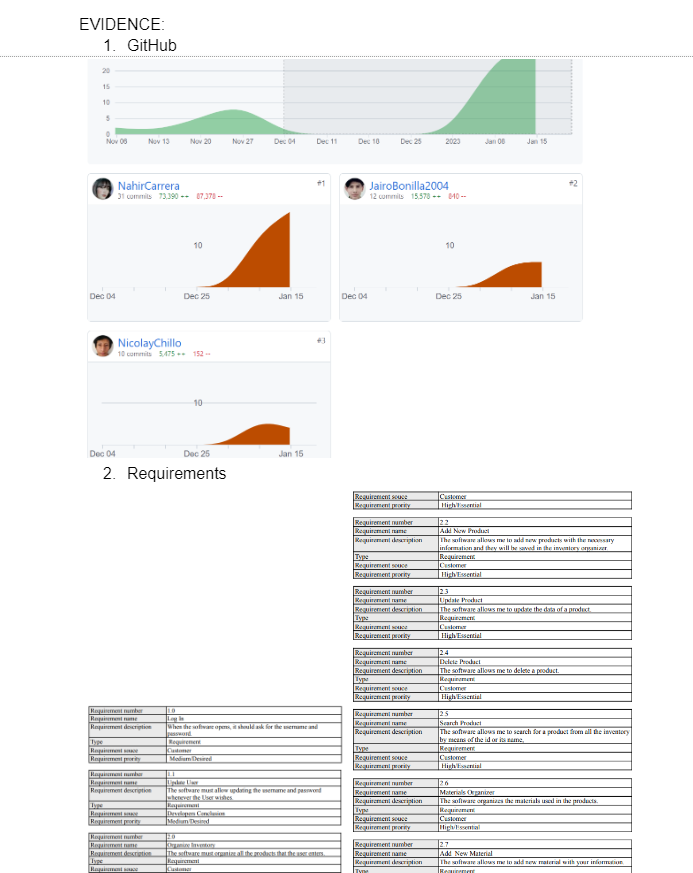 EVIDENCE:
1. GitHub
20
15
10
5
0
Nov 06 Nov 13 Nov 20 Nov 27 Dec 04 Dec 11 Dec 18 Dec 25 2023 Jan 08 Jan 15
NahirCarrera #1
31 commits 73,390 ++ 87,378 --
10
Dec 04 Dec 25 Jan 15
JairoBonilla2004 #2
12 commits 15,578 ++ 840 --
10
Dec 04 Dec 25 Jan 15
NicolayChillo #3
10 commits 5,475 ++ 152 --
10
Dec 04 Dec 25 Jan 15
2. Requirements
Requirement number 1.0
Requirement name Log In
Requirement description When the software opens, it should ask for the username and
password.
Type Requirement
Requirement souce Customer
Requirement prority Medium/Desired
Requirement number 1.1
Requirement name Update User
Requirement description The software must allow updating the username and password
whenever the User wishes.
Type Requirement
Requirement souce Developers Conclusion
Requirement prority Medium/Desired
Requirement number 2.0
Requirement name Organize Inventory
Requirement description The software must organize all the products that the user enters.
Type Requirement
Requirement souce Customer
Requirement souce Customer
Requirement prority High/Essential
Requirement number 2.2
Requirement name Add New Product
Requirement description The software allows me to add new products with the necessary
information and they will be saved in the inventory organizer
Type Requirement
Requirement souce Customer
Requirement prority High/Essential
Requirement number 2.3
Requirement name Update Product
Requirement description The software allows me to update the data of a product.
Type Requirement
Requirement souce Customer
Requirement prority High/Essential
Requirement number 2.4
Requirement name Delete Product
Requirement description The software allows me to delete a product.
Type Requirement
Requirement souce Customer
Requirement prority High/Essential
Requirement number 2.5
Requirement name Search Product
Requirement description The software allows me to search for a product from all the inventory
by means of the id or its name,
Type Requirement
Requirement souce Customer
Requirement prority High/Essential
Requirement number 2.6
Requirement name Materials Organizer
Requirement description The software organizes the materials used in the products.
Type Requirement
Requirement souce Customer
Requirement prority High/Essential
Requirement number 2.7
Requirement name Add New Material
Requirement description The software allows me to add new material with your information.
Type Requirement